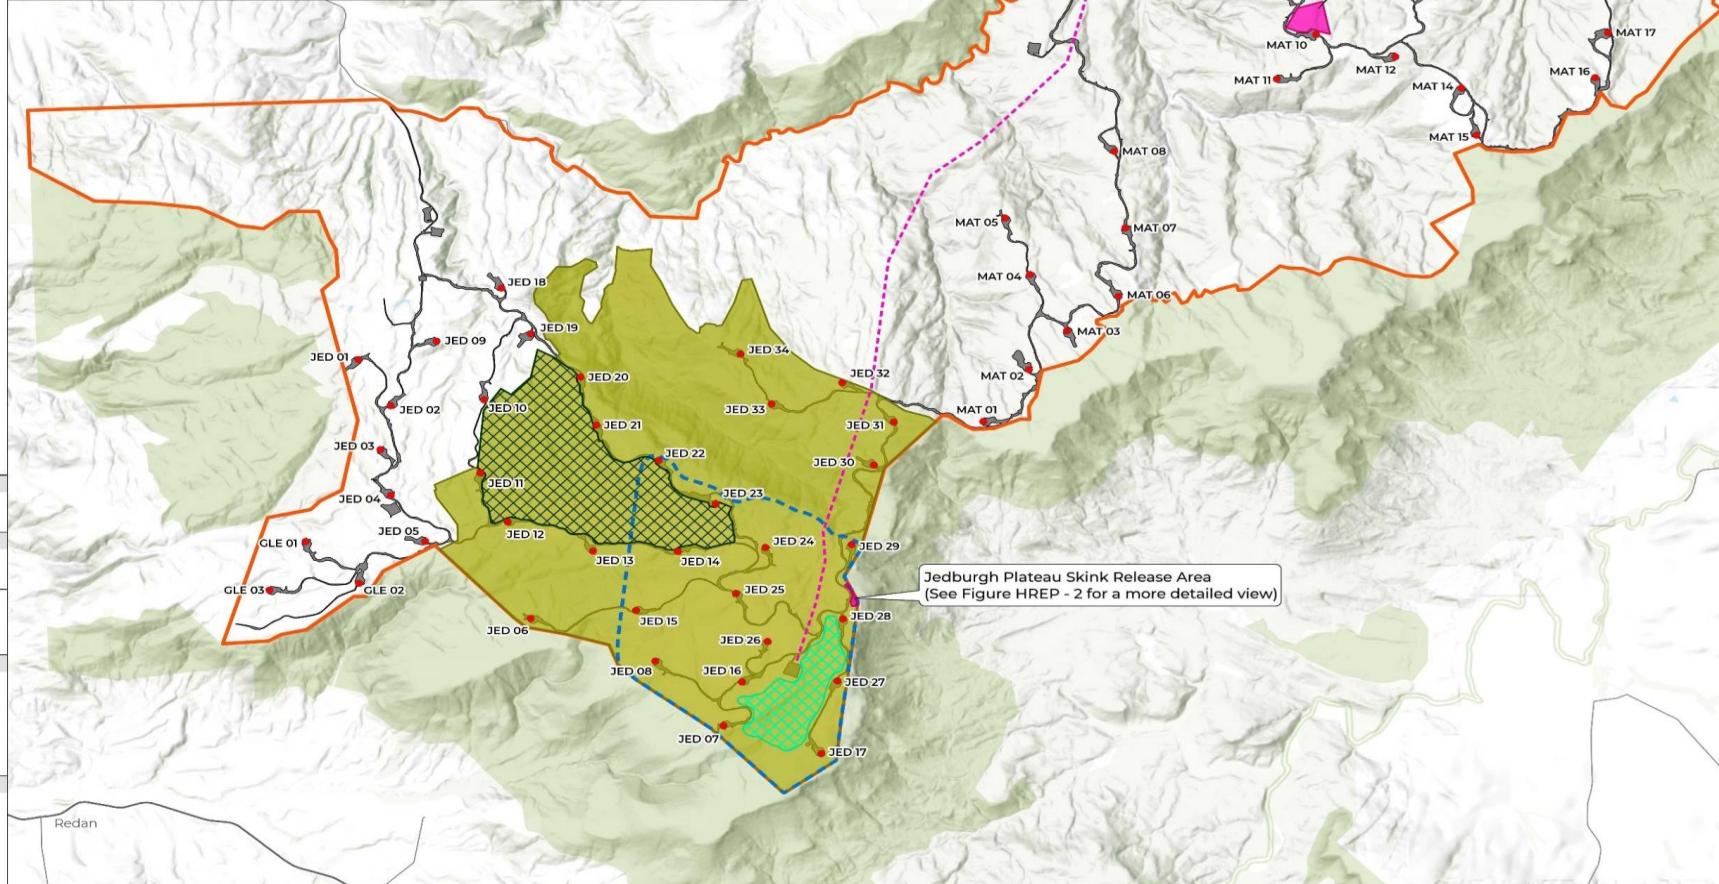 MAT 17
MAT 10
MAT 12
MAT 11
MAT 16
MAT 14
MAT 15
MAT 08
MAT 05
MAT 07
MAT 04
JED 18
MAT 06
JED 19
MAT 03
JED 09
JED 34
JED 01
JED 32
MAT 02
JED 20
JED 10
JED 02
JED 33
MAT 01
JED 21
JED 31
JED 03
JED 22
JED 30
JED 11
JED 04
JED 23
JED 05
JED 12
GLE 01
JED 24
JED 29
JED 13
JED 14
Jedburgh Plateau Skink Release Area
(See Figure HREP - 2 for a more detailed view)
GLE 03
GLE 02
JED 25
JED 28
JED 15
JED 06
JED 26
JED 08
JED 16
JED 27
JED 07
JED 17
Redan